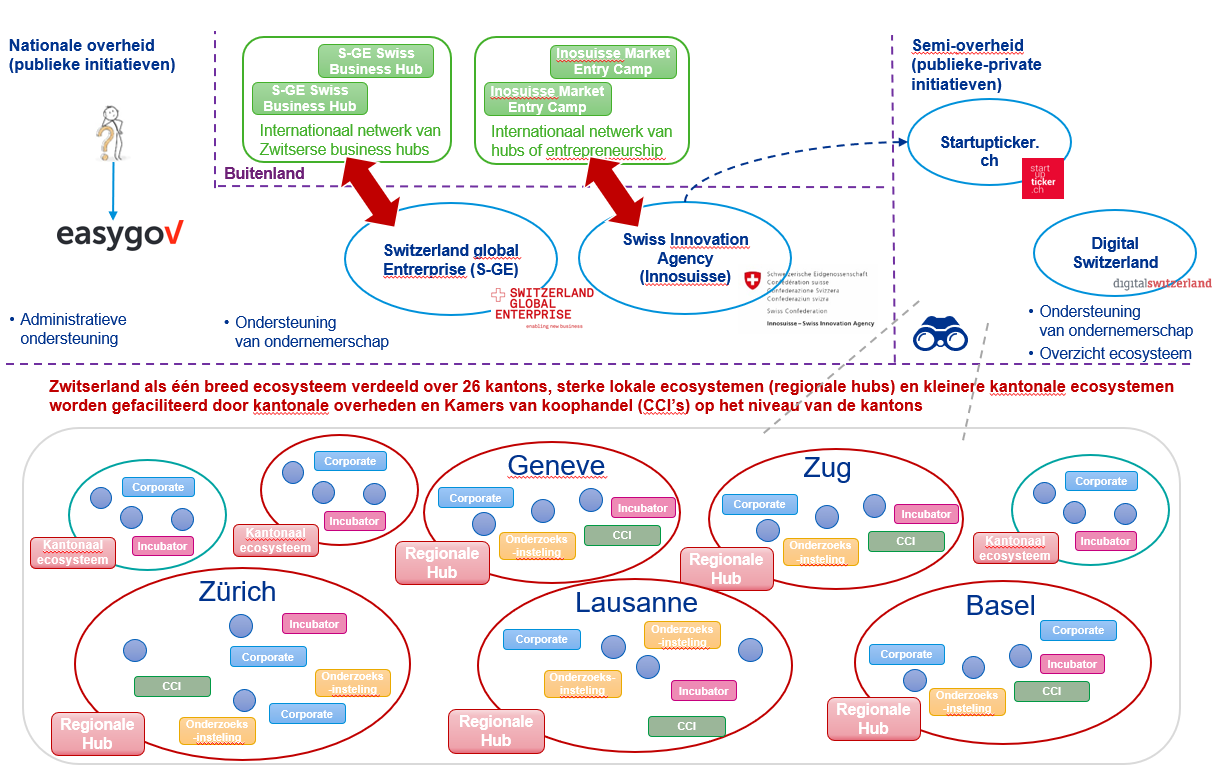 Nationale overheid
(publieke initiatieven)
?
easygov
• Administratieve
ondersteuning
S-GE Swiss
Business Hub
S-GE Swiss
Business Hub
Internationaal netwerk van
Zwitserse business hubs
Inosuisse Market
Entry Camp
Inosuisse Market
Entry Camp
Internationaal netwerk van
hubs of entrepreneurship
Buitenland
Switzerland global
Entrerprise (S-GE)
SWITZERLAND
GLOBAL
ENTERPRISE
enabling new business
• Ondersteuning
van ondernemerschap
Swiss Innovation
Agency
(Innosuisse)
Schweizerische Eidgenossenschaft
Confédération suisse
Confederazione Svizzera
Confederaziun svizra
Swiss Confederation
Innosuisse – Swiss Innovation Agency
Semi-overheid
(publieke-private
initiatieven)
Startupticker.
ch
start
up
ticker
.ch
Digital
Switzerland
digitalswitzerland
• Ondersteuning
van ondernemerschap
• Overzicht ecosysteem
Zwitserland als één breed ecosysteem verdeeld over 26 kantons, sterke lokale ecosystemen (regionale hubs) en kleinere kantonale ecosystemen
worden gefaciliteerd door kantonale overheden en Kamers van koophandel (CCI's) op het niveau van de kantons
Corporate
Incubator
Kantonaal
ecosysteem
Corporate
Incubator
Kantonaal
ecosysteem
Geneve
Corporate
Incubator
Onderzoeks
-insteling
CCI
Regionale
Hub
Zug
Corporate
Incubator
Onderzoeks
-insteling
CCI
Regionale
Hub
Corporate
Incubator
Kantonaal
ecosysteem
Zürich
Incubator
Corporate
CCI
Onderzoeks
-insteling
Corporate
Onderzoeks
-insteling
Regionale
Hub
Lausanne
Corporate
Onderzoeks
-insteling
Onderzoeks-
insteling
Incubator
CCI
Regionale
Hub
Basel
Corporate
Corporate
Incubator
CCI
Onderzoeks
-insteling
Regionale
Hub